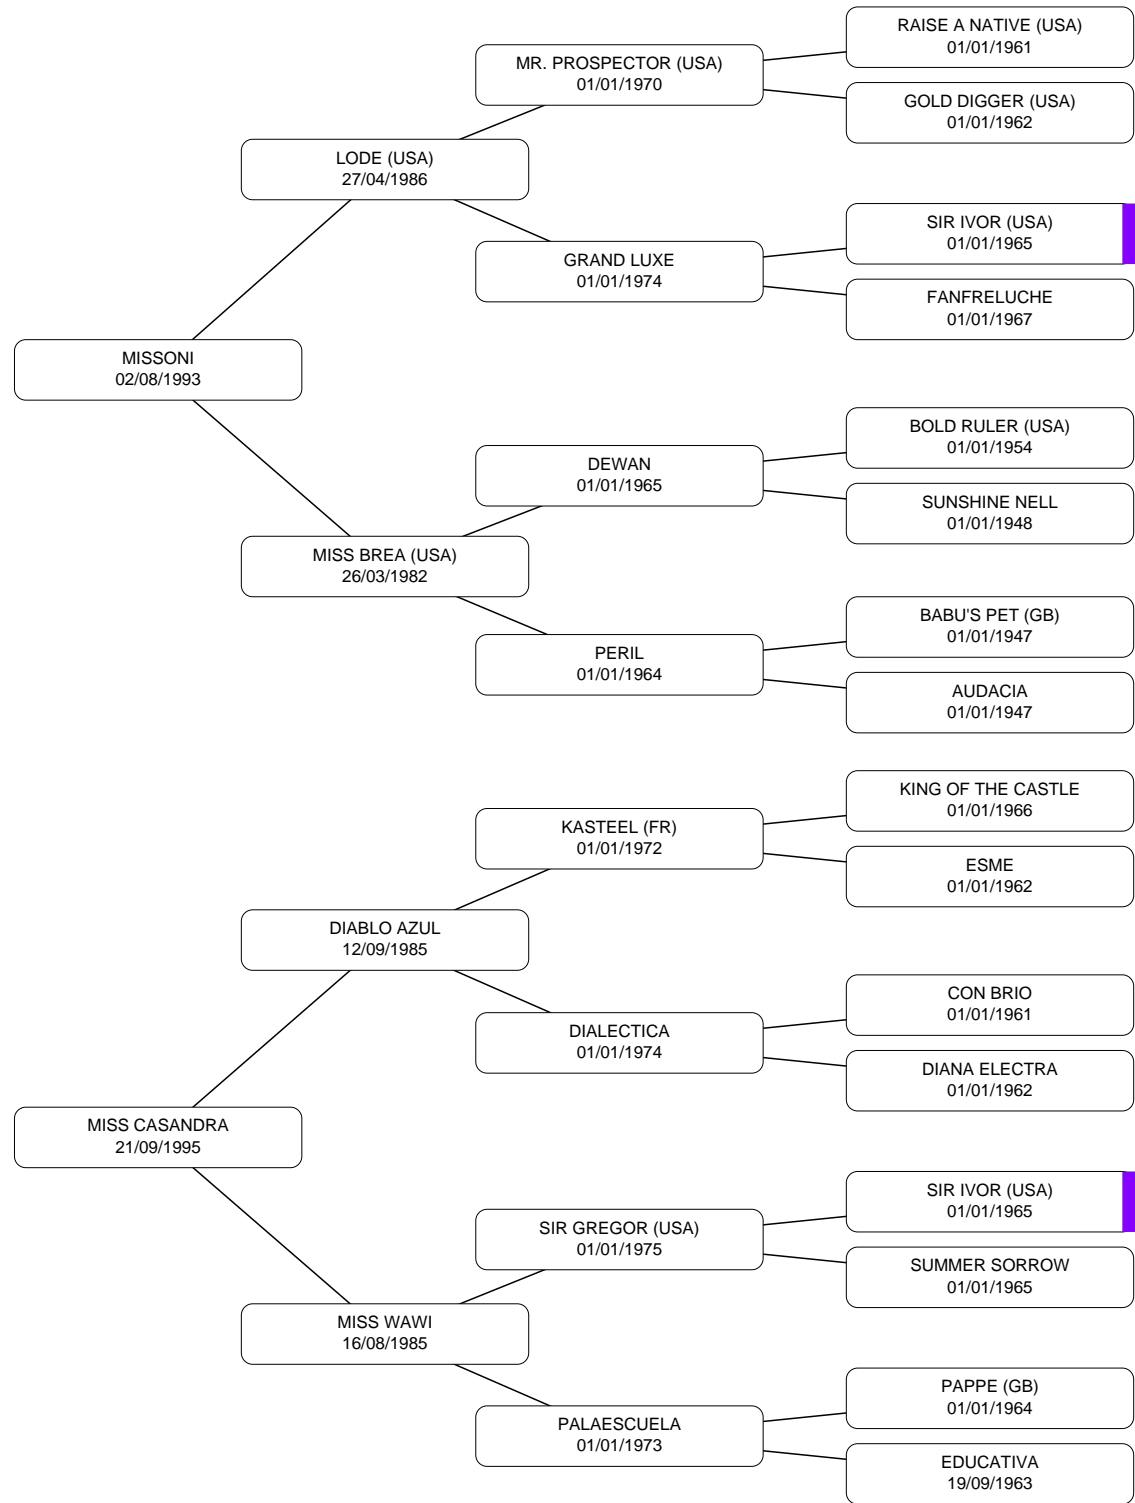 RAISE A NATIVE (USA)
01/01/1961
MR. PROSPECTOR (USA)
01/01/1970
GOLD DIGGER (USA)
01/01/1962
LODE (USA)
27/04/1986
SIR IVOR (USA)
01/01/1965
GRAND LUXE
01/01/1974
FANFRELUCHE
01/01/1967
MISSONI
02/08/1993
BOLD RULER (USA)
01/01/1954
DEWAN
01/01/1965
SUNSHINE NELL
01/01/1948
MISS BREA (USA)
26/03/1982
BABU'S PET (GB)
01/01/1947
PERIL
01/01/1964
AUDACIA
01/01/1947
KING OF THE CASTLE
01/01/1966
KASTEEL (FR)
01/01/1972
ESME
01/01/1962
DIABLO AZUL
12/09/1985
CON BRIO
01/01/1961
DIALECTICA
01/01/1974
DIANA ELECTRA
01/01/1962
MISS CASANDRA
21/09/1995
SIR IVOR (USA)
01/01/1965
SIR GREGOR (USA)
01/01/1975
SUMMER SORROW
01/01/1965
MISS WAWI
16/08/1985
PAPPE (GB)
01/01/1964
PALAESCUELA
01/01/1973
EDUCATIVA
19/09/1963